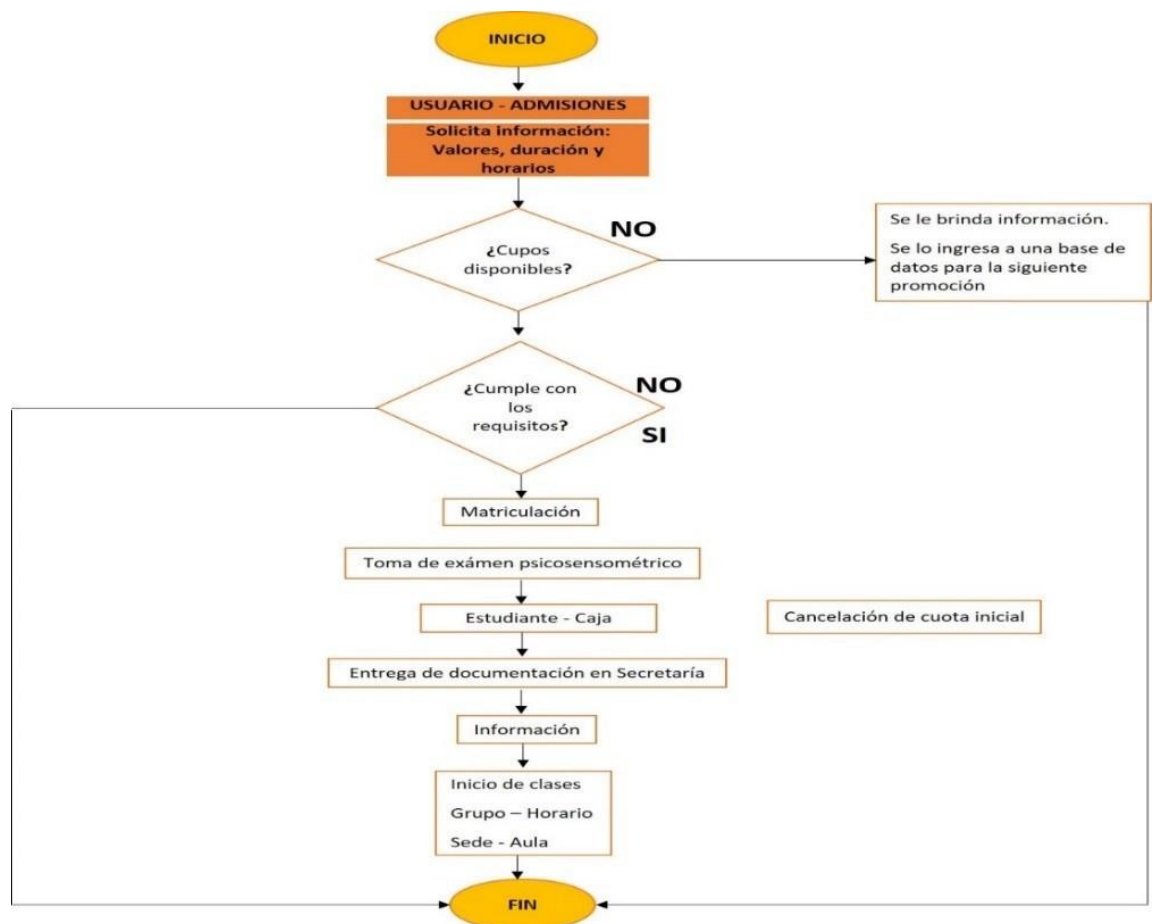 INICIO
USUARIO - ADMISIONES
Solicita información:
Valores, duración y
horarios
NO
¿Cupos
disponibles?
Se le brinda información.
Se lo ingresa a una base de
datos para la siguiente
promoción
¿Cumple con
los
requisitos?
NO
SI
Matriculación
Toma de exámen psicosensométrico
Estudiante - Caja
Cancelación de cuota inicial
Entrega de documentación en Secretaría
Información
Inicio de clases
Grupo – Horario
Sede - Aula
FIN